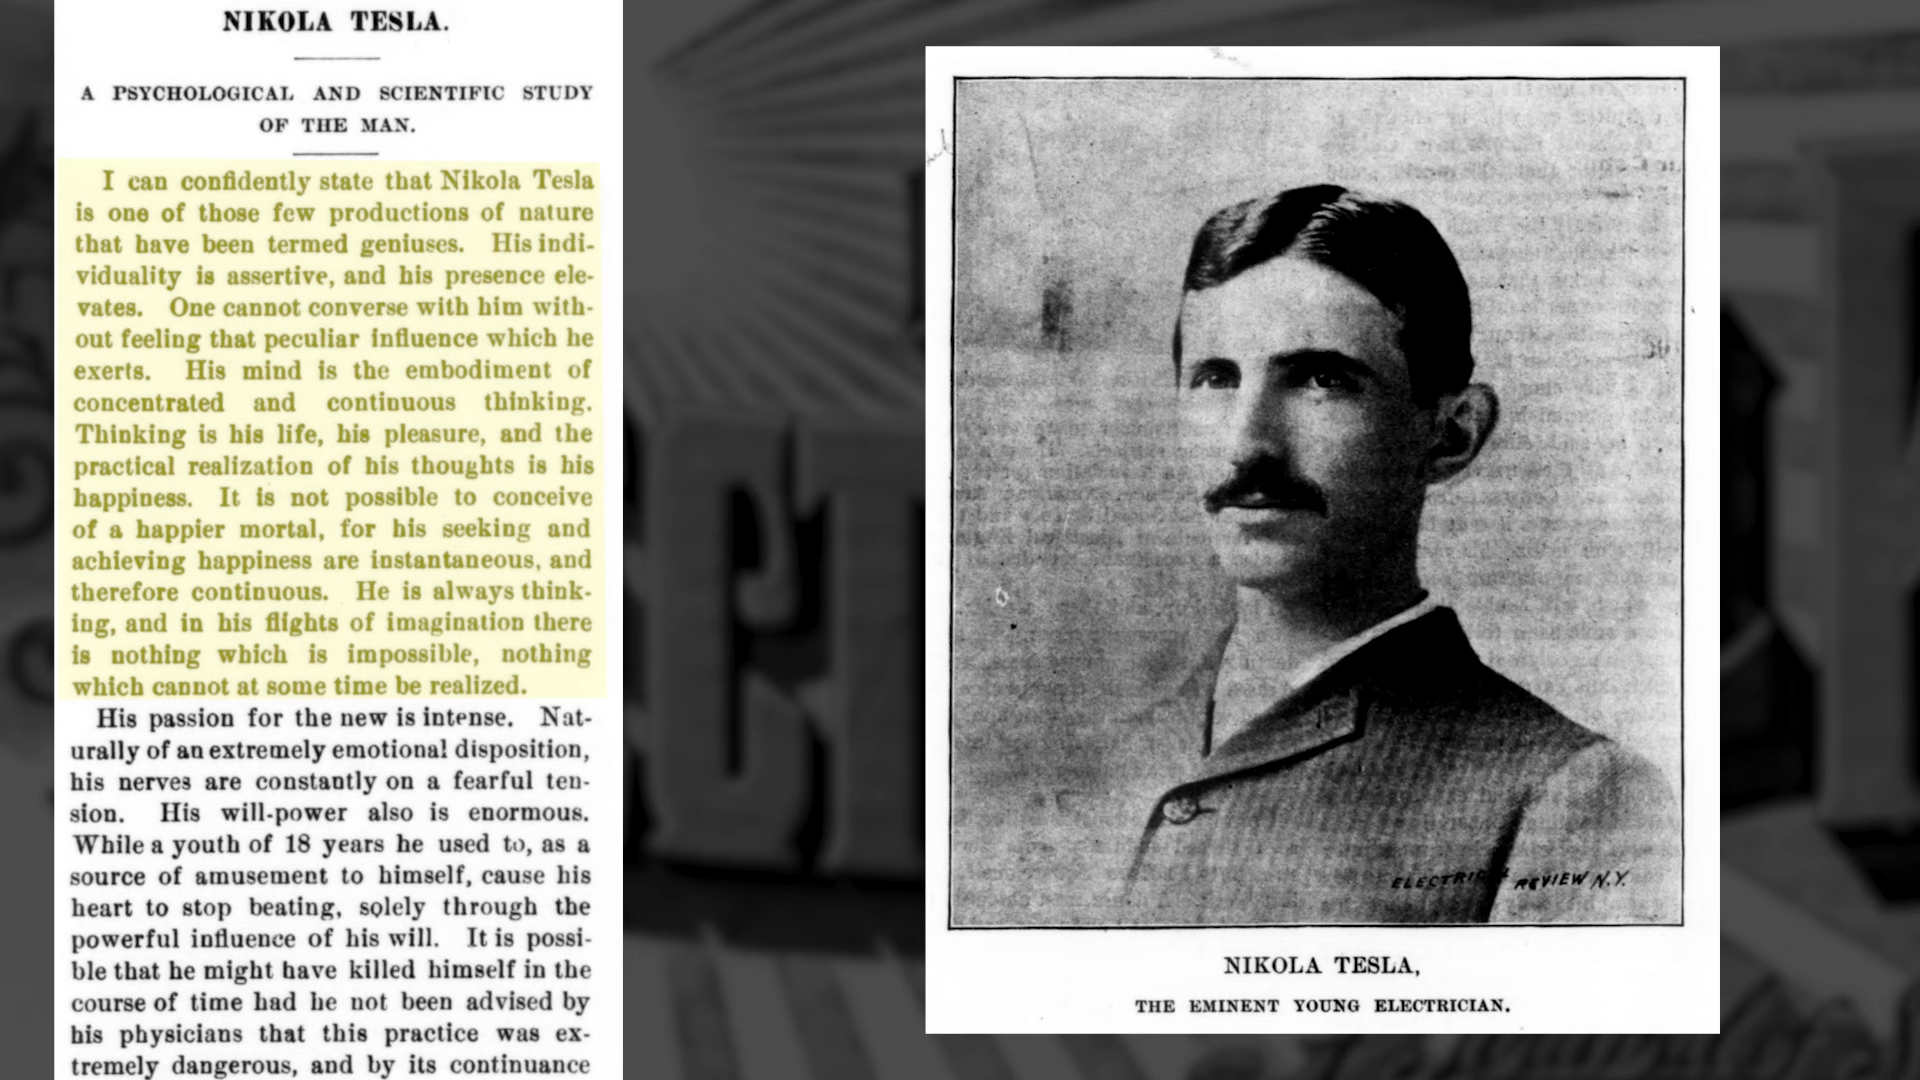 NIKOLA TESLA.
A PSYCHOLOGICAL AND SCIENTIFIC STUDY
OF THE MAN.
I can confidently state that Nikola Tesla
is one of those few productions of nature
that have been termed geniuses. His indi-
viduality is assertive, and his presence ele-
vates. One cannot converse with him with-
out feeling that peculiar influence which he
exerts. His mind is the embodiment of
concentrated and continuous thinking.
Thinking is his life, his pleasure, and the
practical realization of his thoughts is his
happiness. It is not possible to conceive
of a happier mortal, for his seeking and
achieving happiness are instantaneous, and
therefore continuous. He is always think-
ing, and in his flights of imagination there
is nothing which is impossible, nothing
which cannot at some time be realized.
His passion for the new is intense. Nat-
urally of an extremely emotional disposition,
his nerves are constantly on a fearful ten-
sion. His will-power also is enormous.
While a youth of 18 years he used to, as a
source of amusement to himself, cause his
heart to stop beating, solely through the
powerful influence of his will. It is possi-
ble that he might have killed himself in the
course of time had he not been advised by
his physicians that this practice was ex-
tremely dangerous, and by its continuance
ELECTRICAL REVIEW N.Y.
NIKOLA TESLA,
THE EMINENT YOUNG ELECTRICIAN.